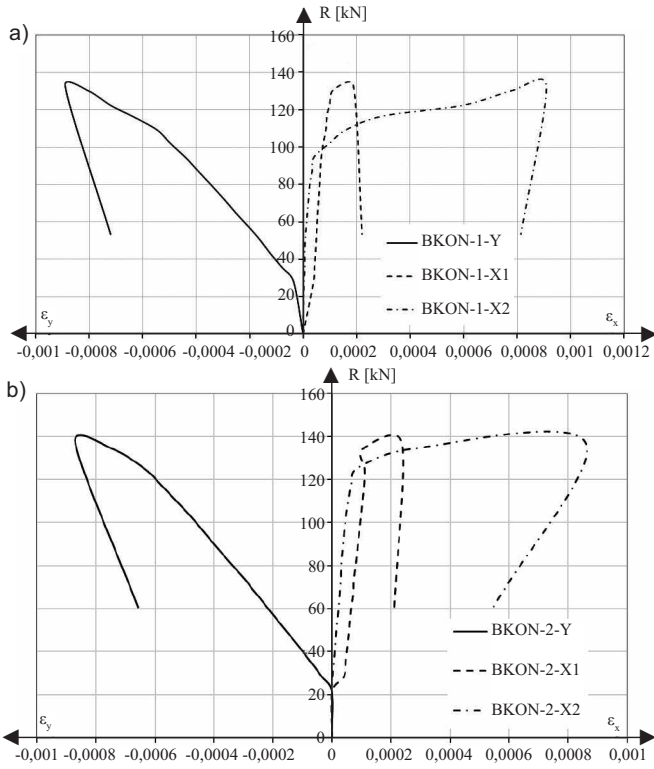 a)
R [kN]
160
140
120
100
80
60
40
20
0
BKON-1-Y
BKON-1-X1
BKON-1-X2
εy
εx
-0,001 -0,0008 -0,0006 -0,0004 -0,0002 0 0,0002 0,0004 0,0006 0,0008 0,001 0,0012
b)
R [kN]
160
140
120
100
80
60
40
20
0
BKON-2-Y
BKON-2-X1
BKON-2-X2
εy
εx
-0,001 -0,0008 -0,0006 -0,0004 -0,0002 0 0,0002 0,0004 0,0006 0,0008 0,001